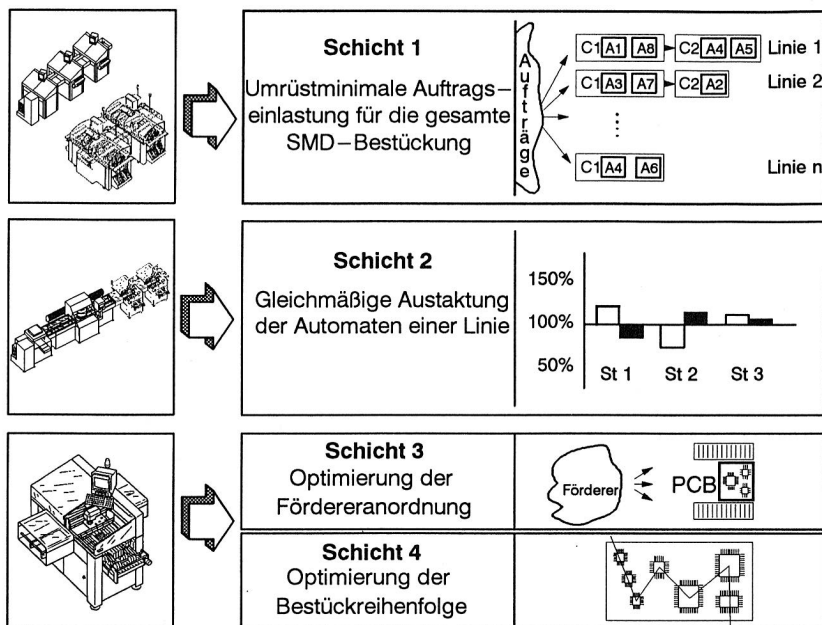 Schicht 1
Umrüstminimale Auftrags–
einlastung für die gesamte
SMD–Bestückung
Aufträge
C1 A1 A8 C2 A4 A5 Linie 1
C1 A3 A7 C2 A2 Linie 2
C1 A4 A6 Linie n
Schicht 2
Gleichmäßige Austaktung
der Automaten einer Linie
150%
100%
50%
St 1 St 2 St 3
Schicht 3
Optimierung der
Fördereranordnung
Förderer
PCB
Schicht 4
Optimierung der
Bestückreihenfolge